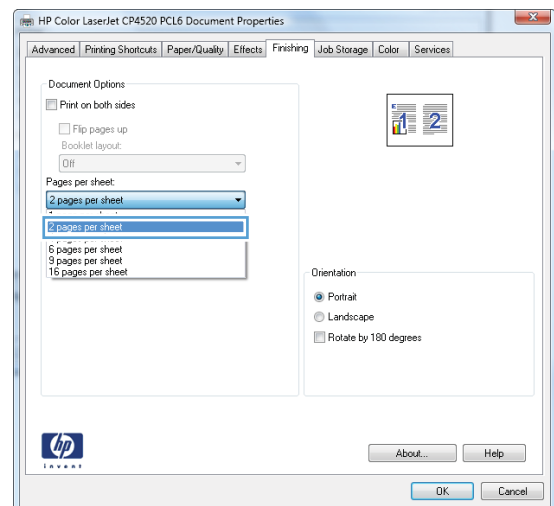 HP Color LaserJet CP4520 PCL6 Document Properties
Advanced Printing Shortcuts Paper/Quality Effects Finishing Job Storage Color Services
Document Options
Print on both sides
Flip pages up
Booklet layout:
Off
Pages per sheet:
2 pages per sheet
2 pages per sheet
6 pages per sheet
9 pages per sheet
16 pages per sheet
E
1 2
Orientation
Portrait
Landscape
Rotate by 180 degrees
hp
invent
About... Help
OK Cancel